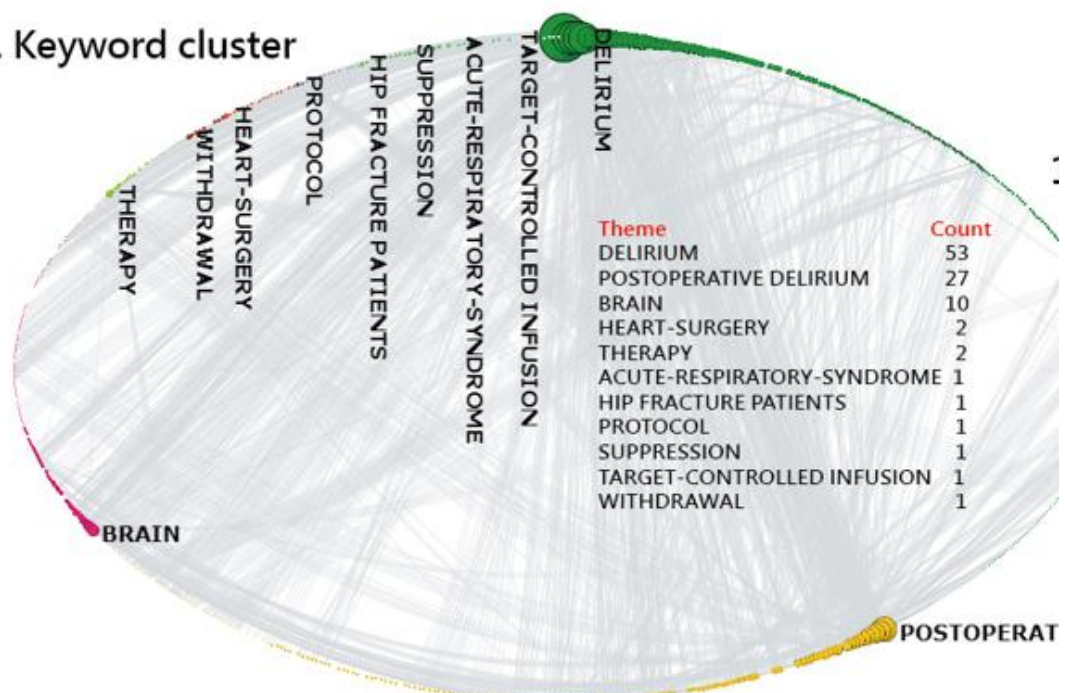 . Keyword cluster
DELIRIUM
TARGET-CONTROLLED INFUSION
ACUTE-RESPIRATORY-SYNDROME
SUPPRESSION
HIP FRACTURE PATIENTS
PROTOCOL
HEART-SURGERY
WITHDRAWAL
THERAPY
Theme Count
DELIRIUM 53
POSTOPERATIVE DELIRIUM 27
BRAIN 10
HEART-SURGERY 2
THERAPY 2
ACUTE-RESPIRATORY-SYNDROME 1
HIP FRACTURE PATIENTS 1
PROTOCOL 1
SUPPRESSION 1
TARGET-CONTROLLED INFUSION 1
WITHDRAWAL 1
BRAIN
POSTOPERAT